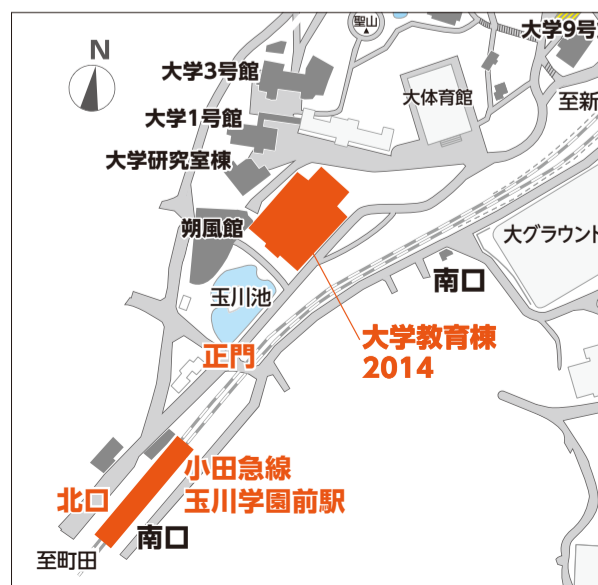 聖山
大学9号
N
大学3号館
大体育館
至新
大学1号館
大学研究室棟
朔風館
大グラウンド
南口
玉川池
大学教育棟
2014
正門
小田急線
玉川学園前駅
北口
南口
至町田